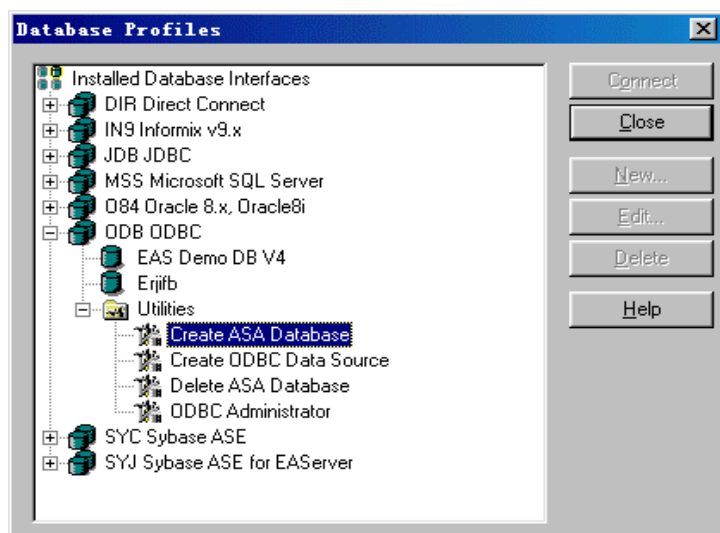 Database Profiles
Installed Database Interfaces
DIR Direct Connect
IN9 Informix v9.x
JDB JDBC
MSS Microsoft SQL Server
O84 Oracle 8.x, Oracle8i
ODB ODBC
EAS Demo DB V4
Erjifb
Utilities
Create ASA Database
Create ODBC Data Source
Delete ASA Database
ODBC Administrator
SYC Sybase ASE
SYJ Sybase ASE for EAServer
Connect
Close
New...
Edit...
Delete
Help